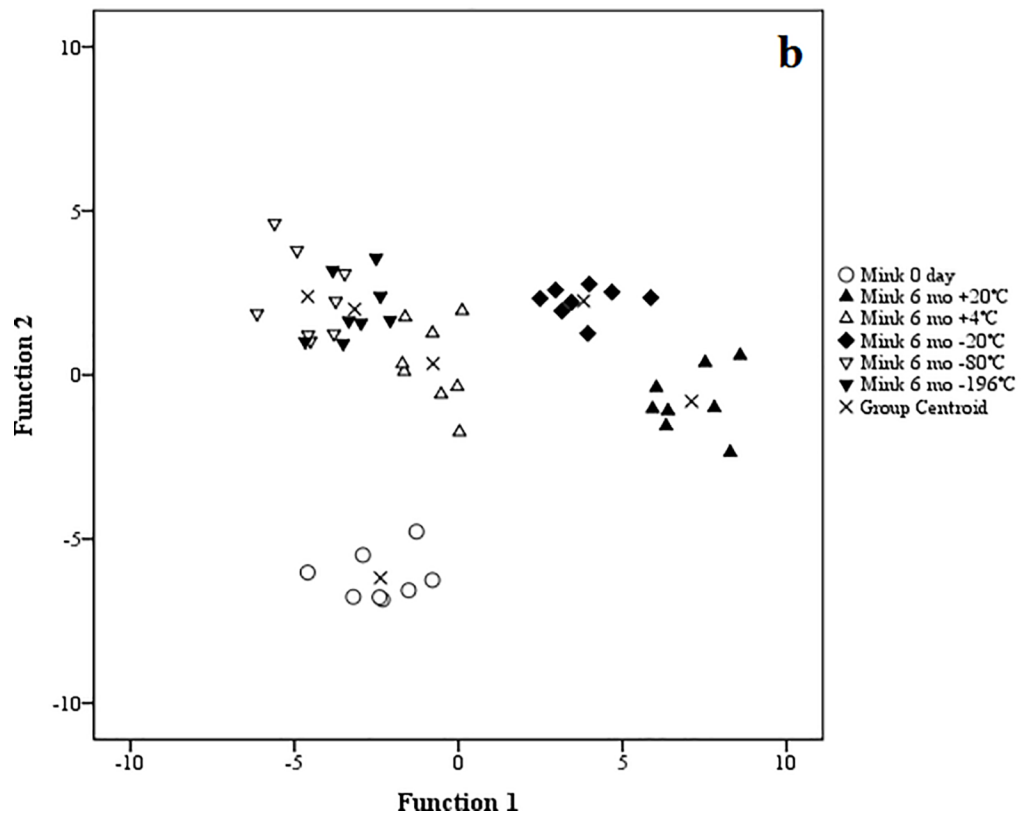 b
10
5
0
-5
-10
Function 2
-10 -5 0 5 10
Function 1
Mink 0 day
Mink 6 mo +20°C
Mink 6 mo +4°C
Mink 6 mo -20°C
Mink 6 mo -80°C
Mink 6 mo -196°C
Group Centroid